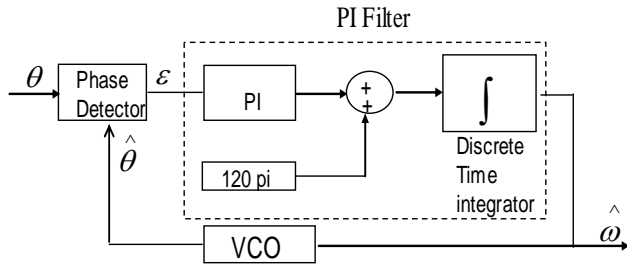 PI Filter
θ
Phase
Detector
ε
PI
+
+
∫
120 pi
Discrete
Time
integrator
θ̂
VCO
ω̂